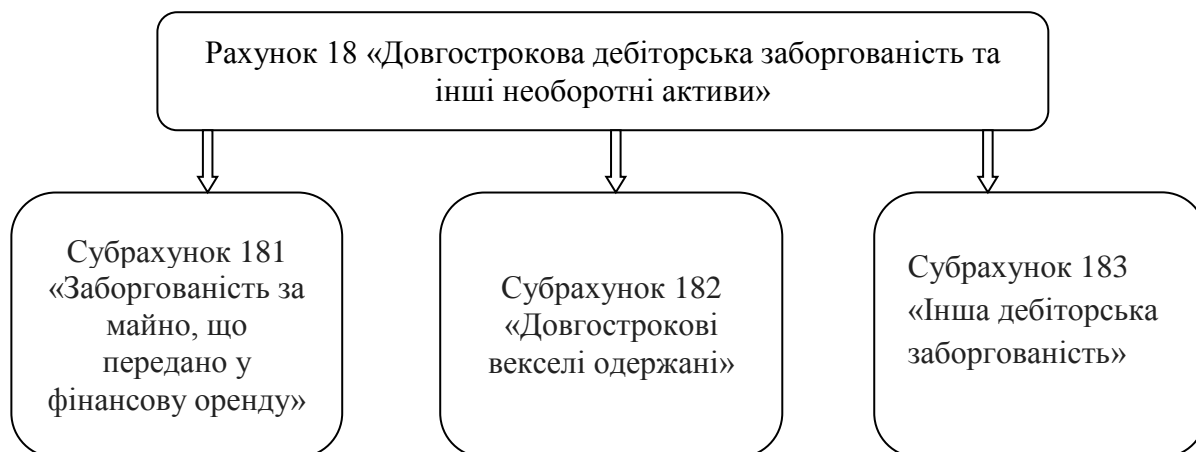 Рахунок 18 «Довгострокова дебіторська заборгованість та
інші необоротні активи»
Субрахунок 181
«Заборгованість за
майно, що
передано у
фінансову оренду»
Субрахунок 182
«Довгострокові
векселі одержані»
Субрахунок 183
«Інша дебіторська
заборгованість»